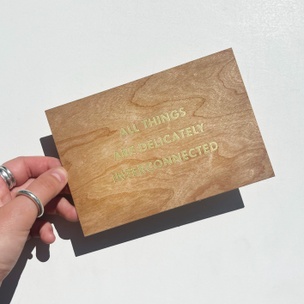 ALL THINGS
ARE DELICATELY
INTERCONNECTED